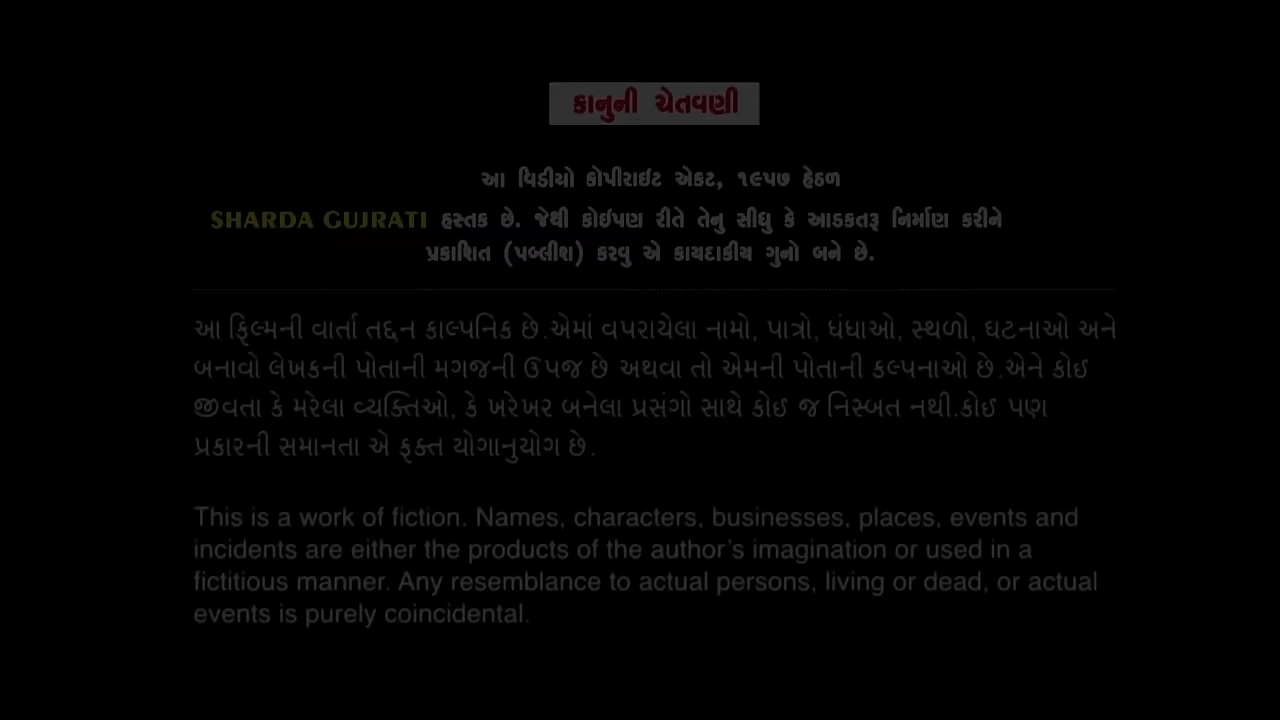 કાનુની ચેતવણી
આ વિડીયો કોપીરાઈટ એકટ, ૧૯૫૭ હેઠળ
SHARDA GUJRATI હસ્તક છે. જેથી કોઈપણ રીતે તેનુ સીધુ કે આડકતરૂ નિર્માણ કરીને
પ્રકાશિત (પબ્લીશ) કરવુ એ કાયદાકીય ગુનો બને છે.
આ ફિલ્મની વાર્તા તદ્દન કાલ્પનિક છે.એમાં વપરાયેલા નામો, પાત્રો, ધંધાઓ, સ્થળો, ઘટનાઓ અને
બનાવો લેખકની પોતાની મગજની ઉપજ છે અથવા તો એમની પોતાની કલ્પનાઓ છે.એને કોઈ
જીવતા કે મરેલા વ્યક્તિઓ, કે ખરેખર બનેલા પ્રસંગો સાથે કોઈ જ નિસ્બત નથી.કોઈ પણ
પ્રકારની સમાનતા એ ફક્ત યોગાનુયોગ છે.
This is a work of fiction. Names, characters, businesses, places, events and
incidents are either the products of the author's imagination or used in a
fictitious manner. Any resemblance to actual persons, living or dead, or actual
events is purely coincidental.